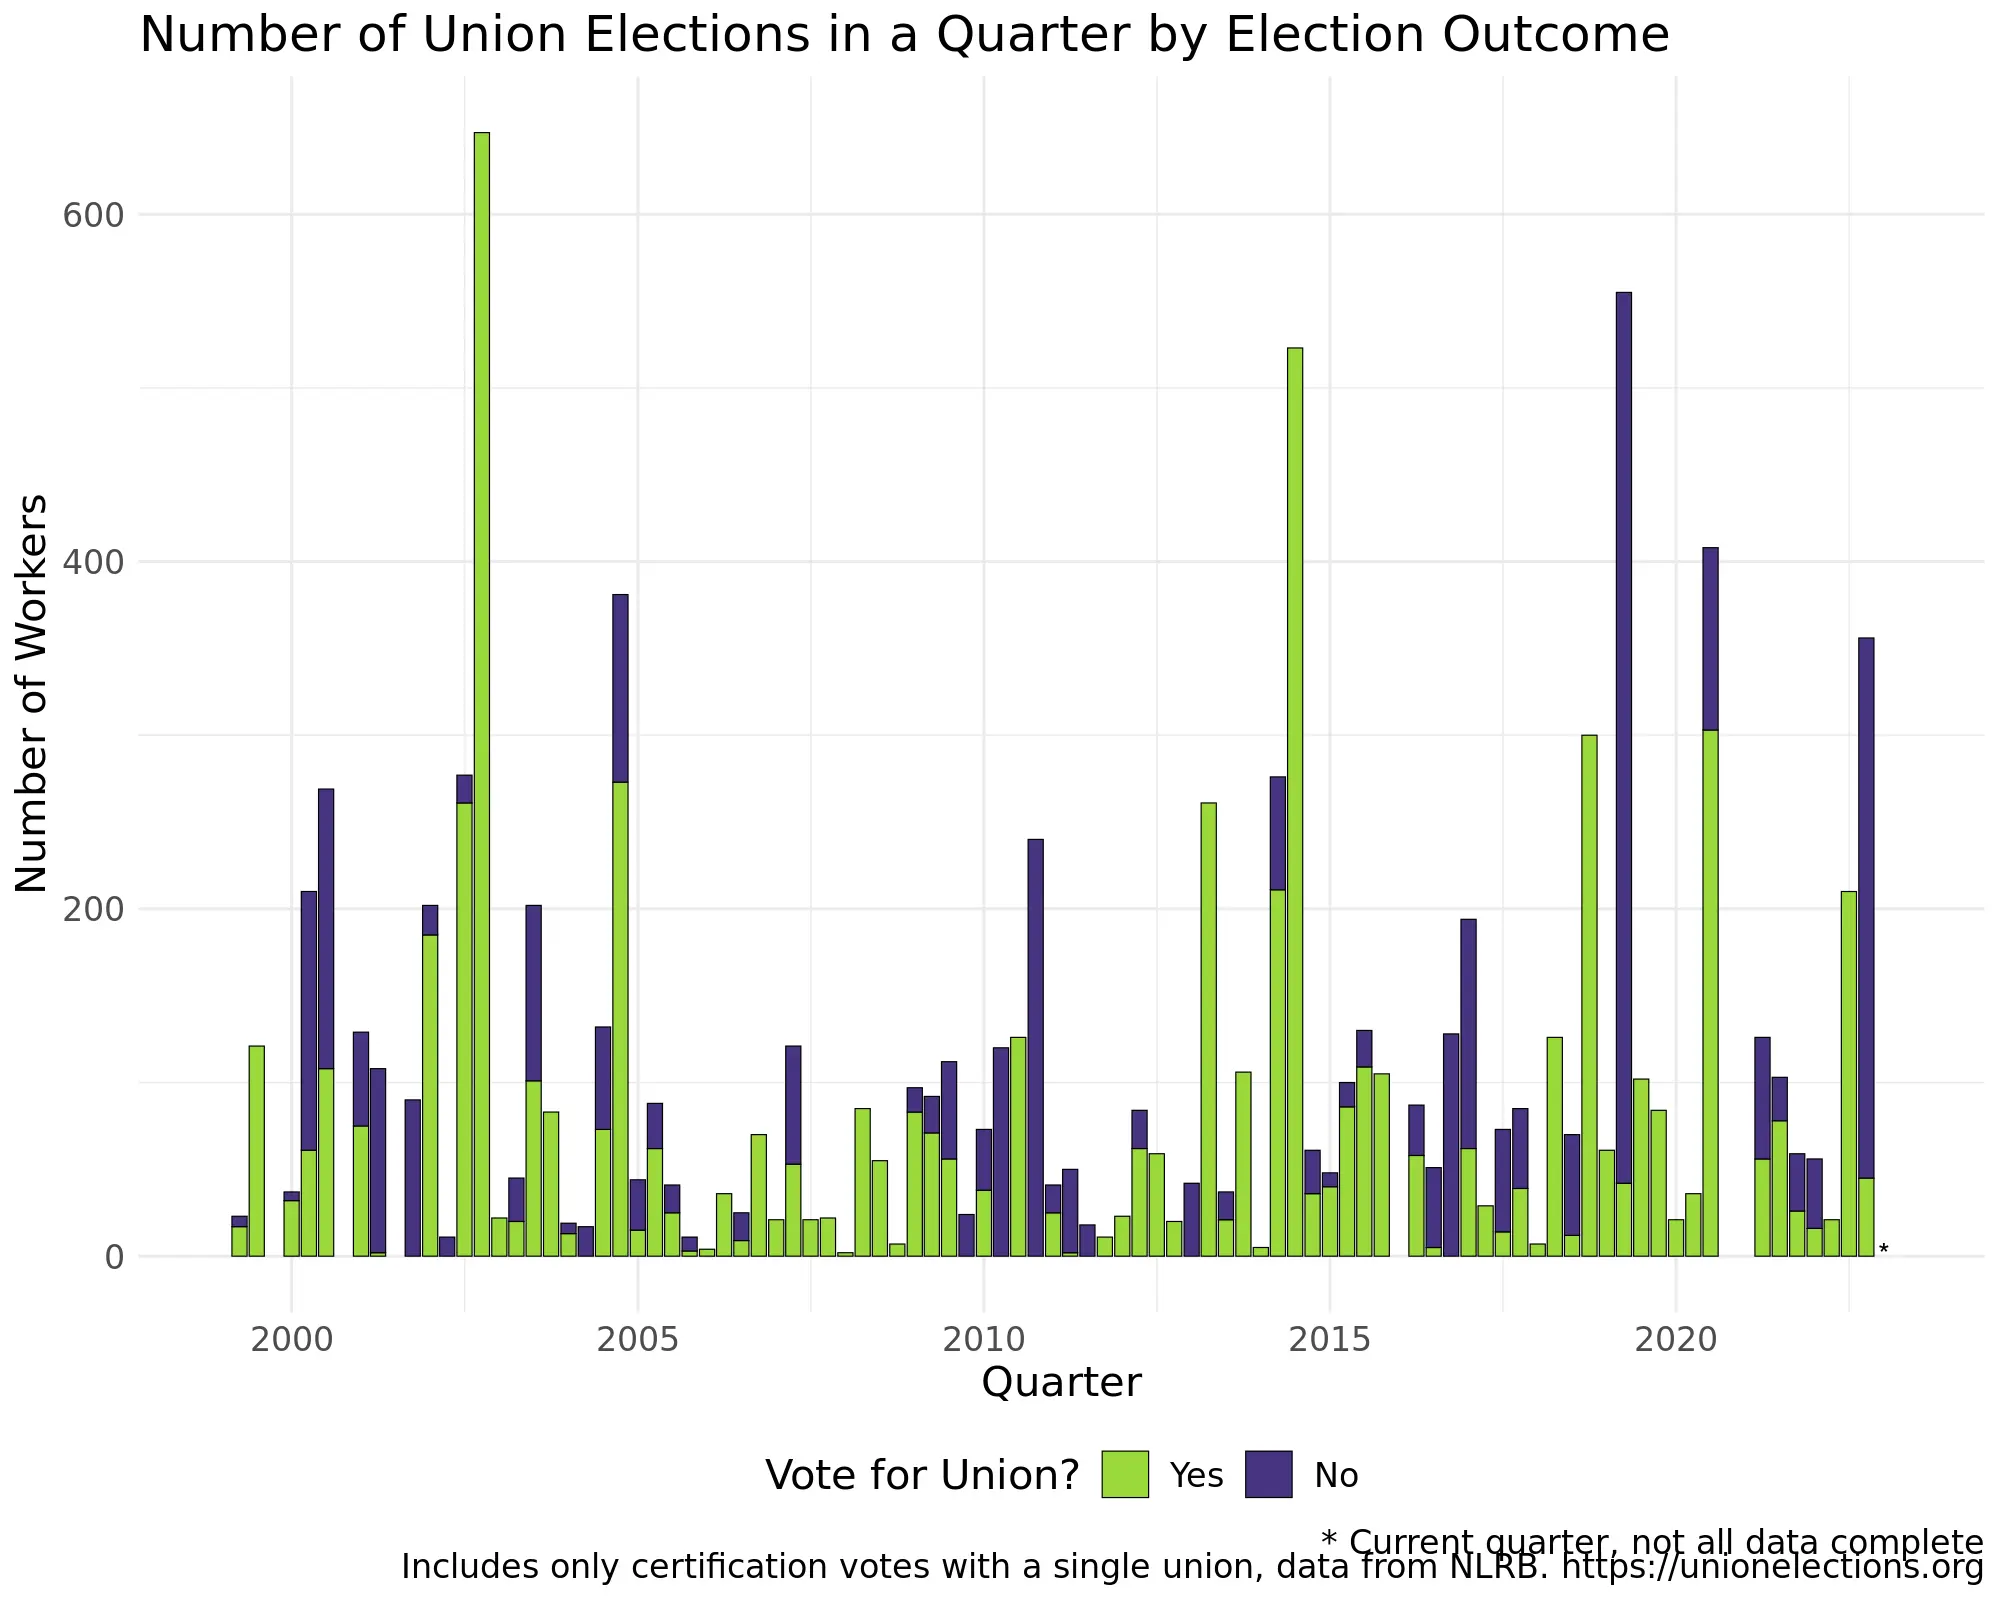 Number of Union Elections in a Quarter by Election Outcome
Number of Workers
600
400
200
0
*
2000 2005 2010 2015 2020
Quarter
Vote for Union? Yes No
* Current quarter, not all data complete
Includes only certification votes with a single union, data from NLRB. https://unionelections.org